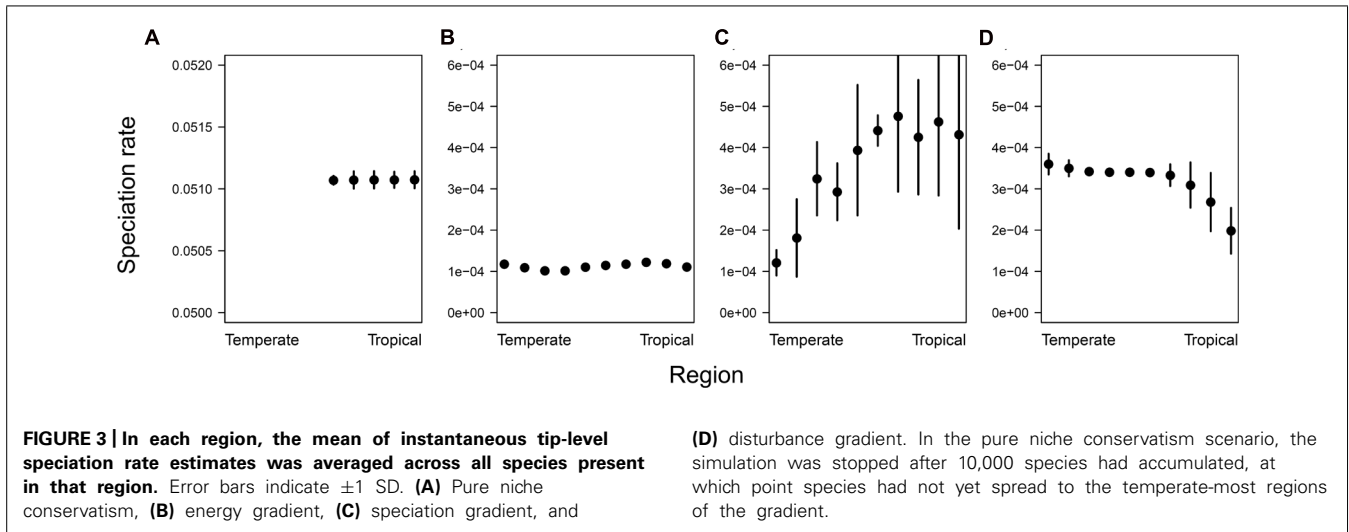 A
B
C
D
Speciation rate
0.0520
0.0515
0.0510
0.0505
0.0500
Temperate
Tropical
6e−04
5e−04
4e−04
3e−04
2e−04
1e−04
0e+00
Temperate
Tropical
6e−04
5e−04
4e−04
3e−04
2e−04
1e−04
0e+00
Temperate
Tropical
6e−04
5e−04
4e−04
3e−04
2e−04
1e−04
0e+00
Temperate
Tropical
Region
FIGURE 3 | In each region, the mean of instantaneous tip-level
speciation rate estimates was averaged across all species present
in that region. Error bars indicate ±1 SD. (A) Pure niche
conservatism, (B) energy gradient, (C) speciation gradient, and
(D) disturbance gradient. In the pure niche conservatism scenario, the
simulation was stopped after 10,000 species had accumulated, at
which point species had not yet spread to the temperate-most regions
of the gradient.